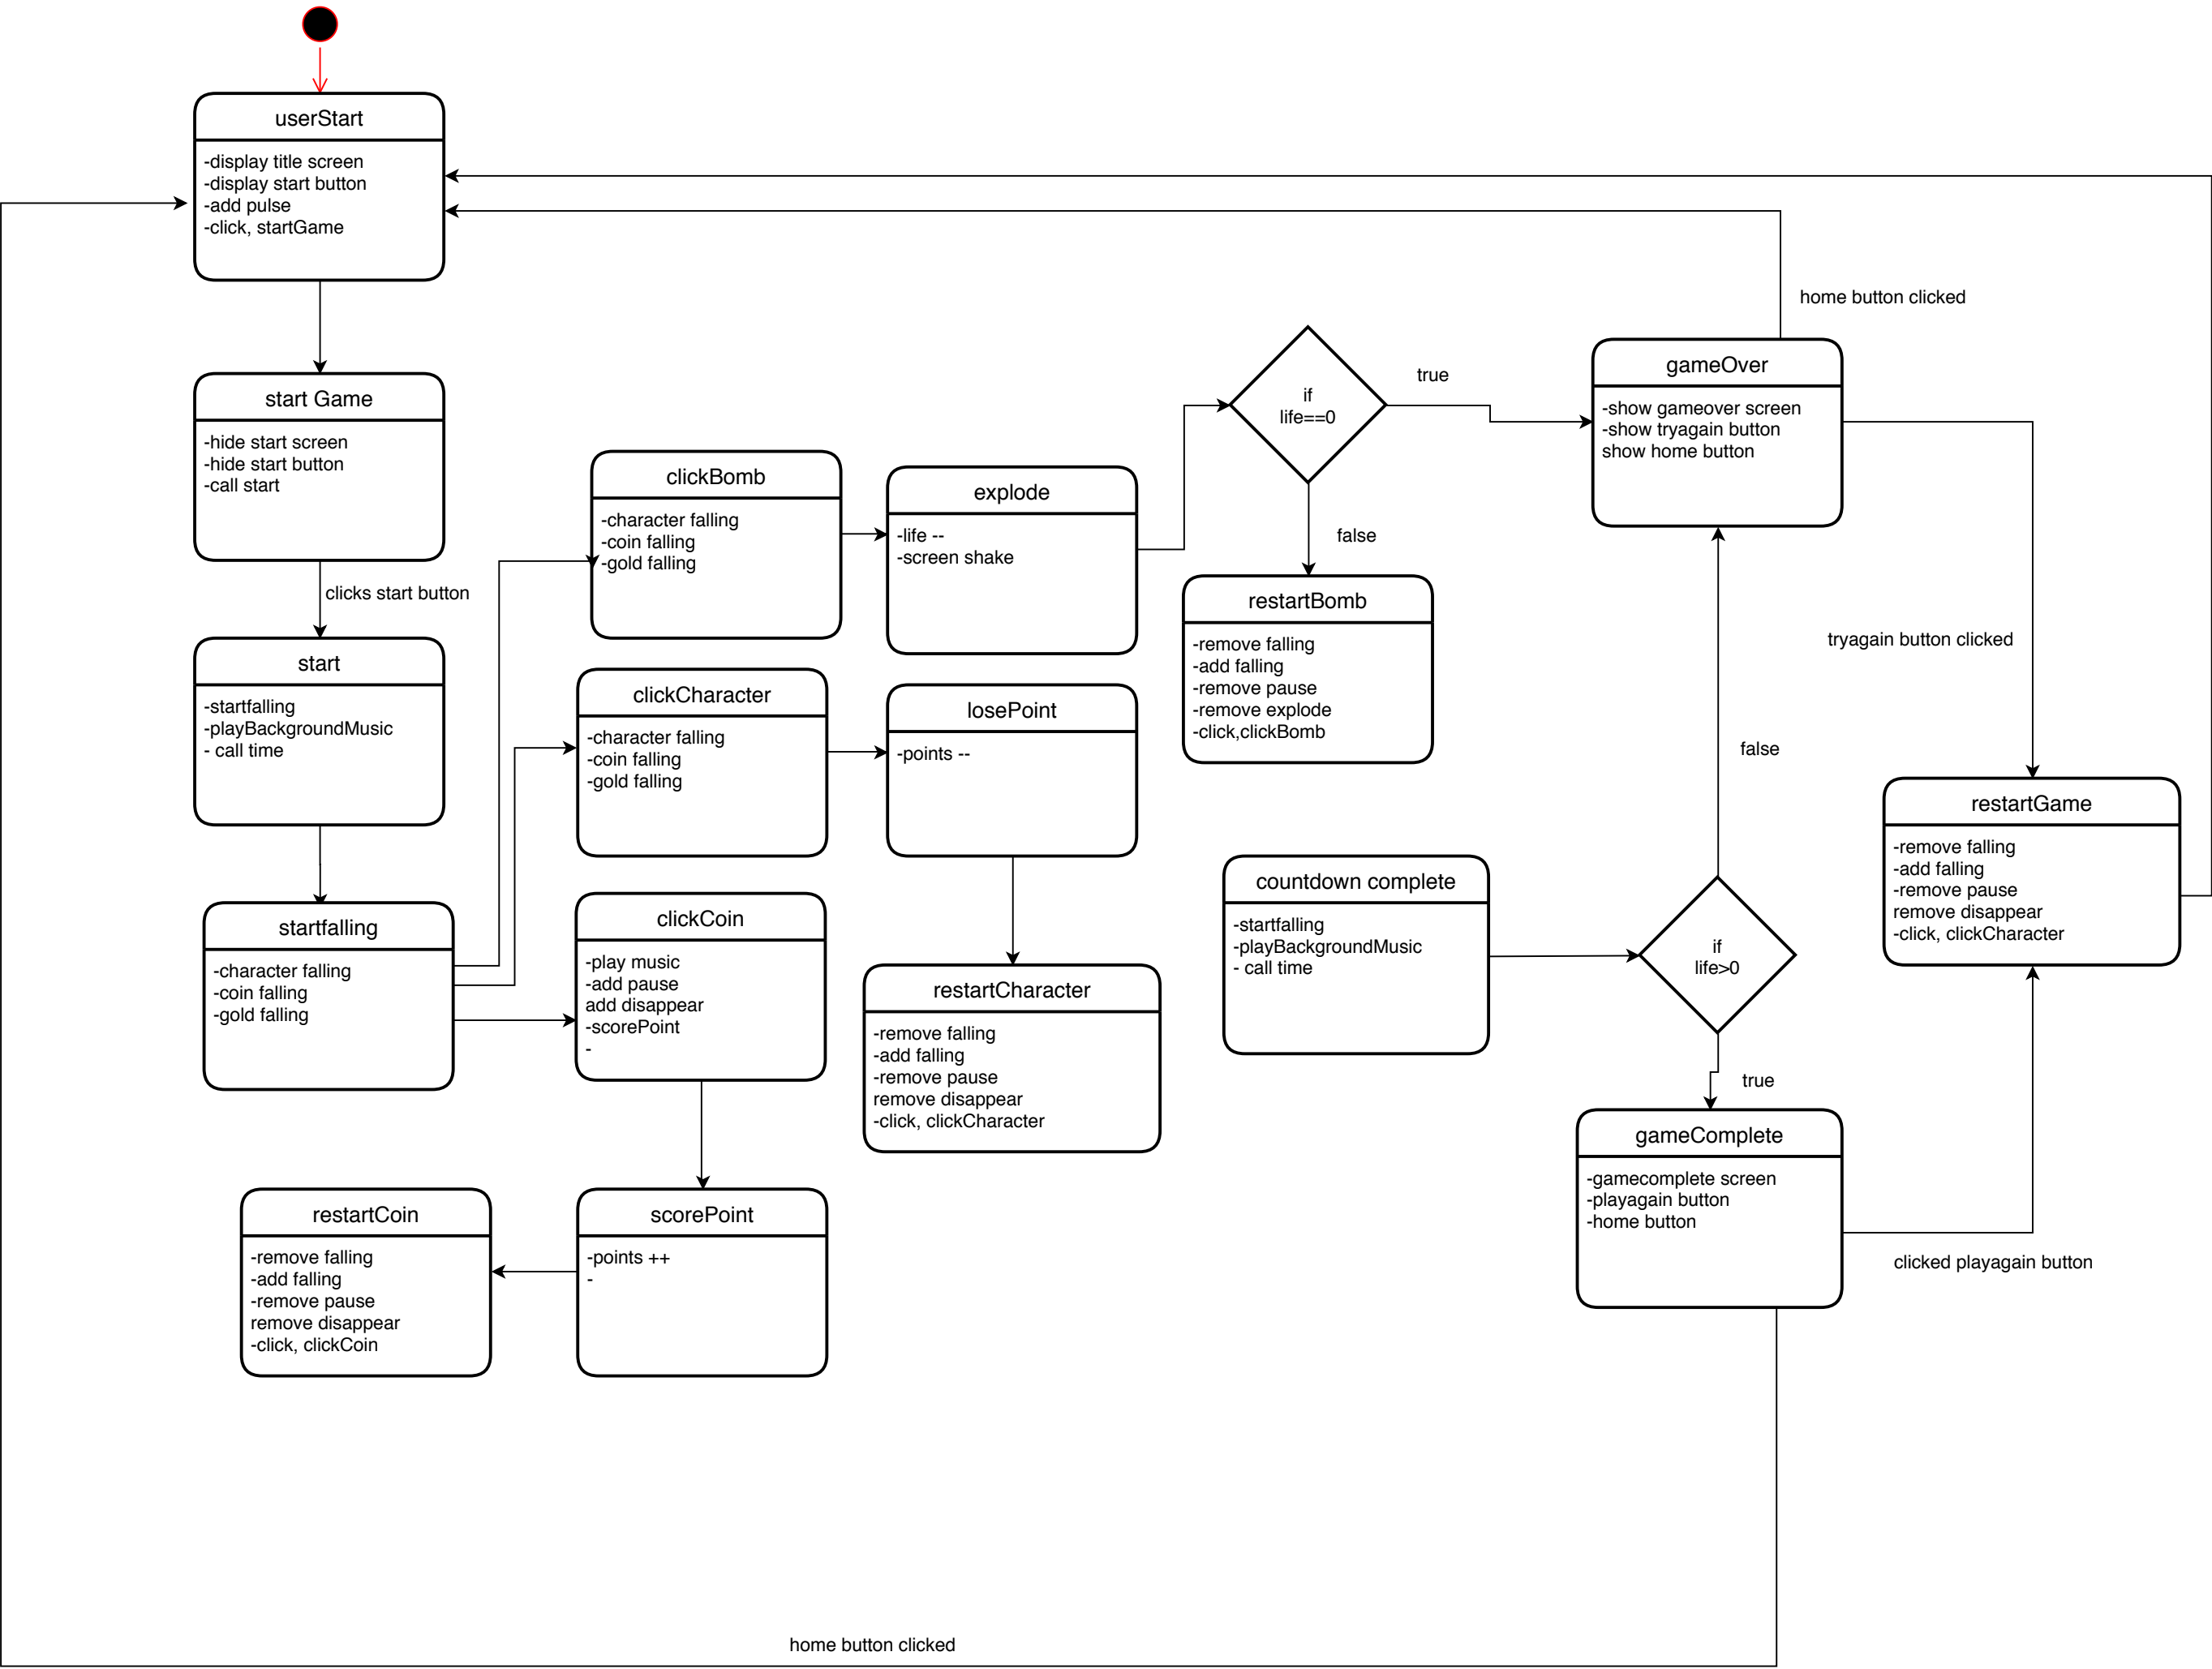 userStart
-display title screen
-display start button
-add pulse
-click, startGame
start Game
-hide start screen
-hide start button
-call start
clicks start button
start
-startfalling
-playBackgroundMusic
- call time
startfalling
-character falling
-coin falling
-gold falling
clickBomb
-character falling
-coin falling
-gold falling
explode
-life --
-screen shake
if
life==0
true
false
restartBomb
-remove falling
-add falling
-remove pause
-remove explode
-click,clickBomb
clickCharacter
-character falling
-coin falling
-gold falling
losePoint
-points --
restartCharacter
-remove falling
-add falling
-remove pause
remove disappear
-click, clickCharacter
clickCoin
-play music
-add pause
add disappear
-scorePoint
-
scorePoint
-points ++
-
restartCoin
-remove falling
-add falling
-remove pause
remove disappear
-click, clickCoin
home button clicked
gameOver
-show gameover screen
-show tryagain button
show home button
tryagain button clicked
false
countdown complete
-startfalling
-playBackgroundMusic
- call time
if
life>0
true
restartGame
-remove falling
-add falling
-remove pause
remove disappear
-click, clickCharacter
gameComplete
-gamecomplete screen
-playagain button
-home button
clicked playagain button
home button clicked